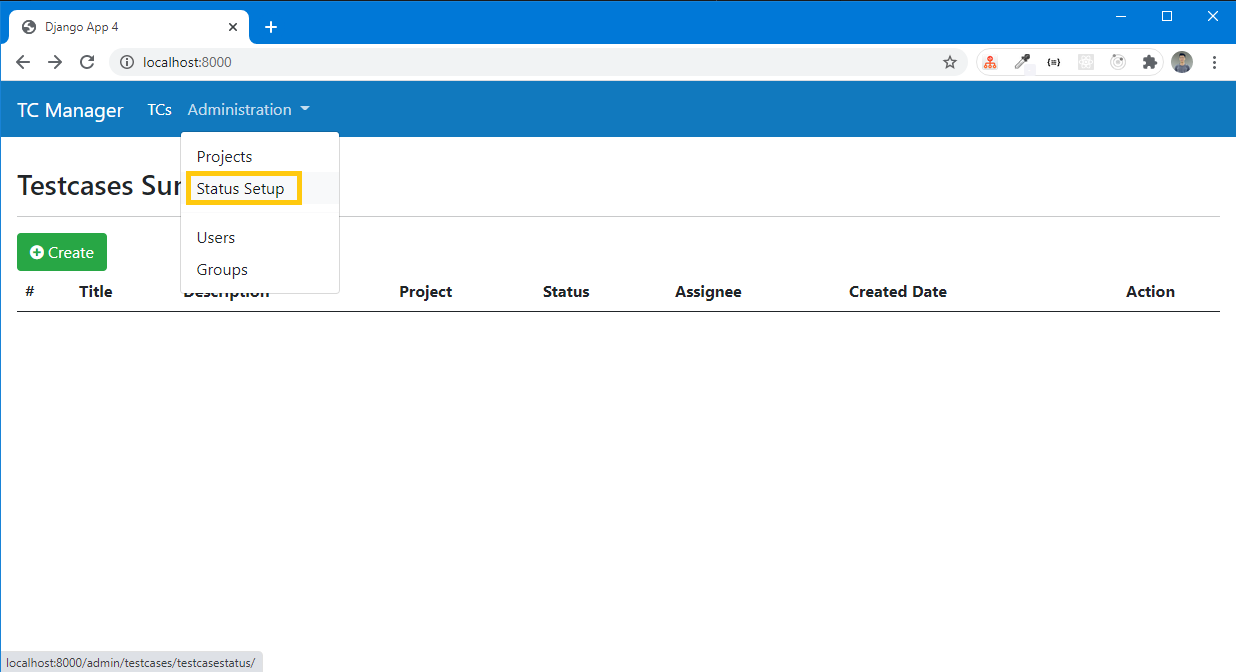 Django App 4
localhost:8000
TC Manager TCs Administration
Projects
Testcases Su
Status Setup
Users
Create
Groups
# Title Description Project Status Assignee Created Date Action
localhost:8000/admin/testcases/testcasestatus/